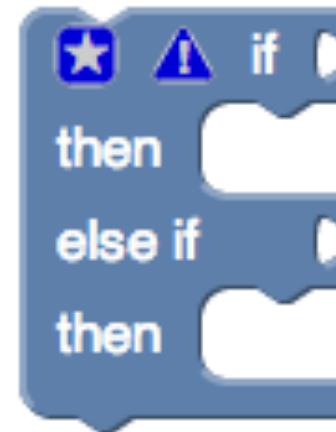 if
then
else if
then